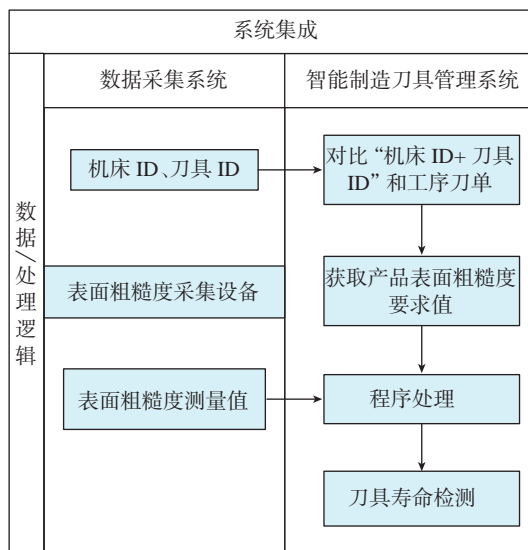 系统集成
数据采集系统
智能制造刀具管理系统
数据/处理逻辑
机床 ID、刀具 ID
对比 “机床 ID+ 刀具
ID” 和工序刀单
表面粗糙度采集设备
获取产品表面粗糙度
要求值
表面粗糙度测量值
程序处理
刀具寿命检测